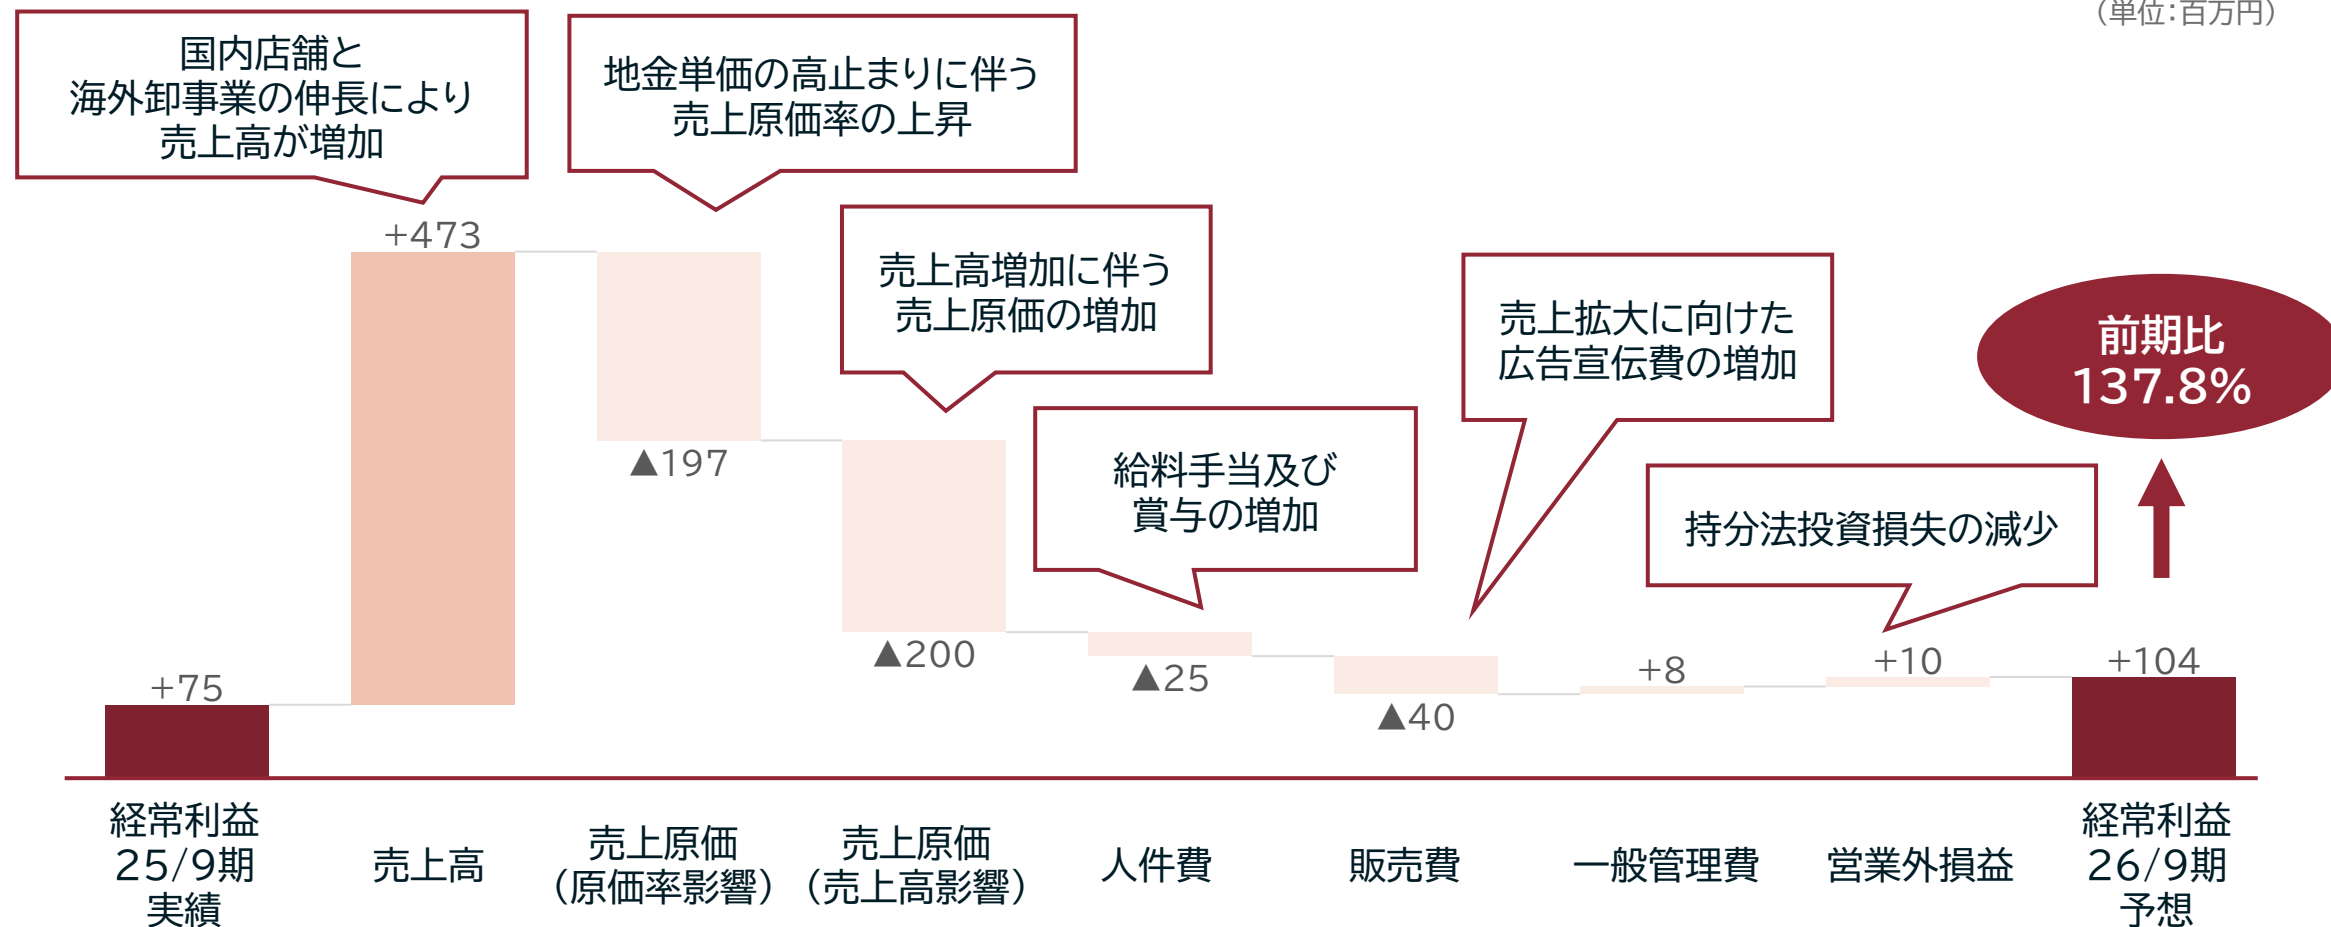 （単位：百万円）
国内店舗と
海外卸事業の伸長により
売上高が増加
地金単価の高止まりに伴う
売上原価率の上昇
売上高増加に伴う
売上原価の増加
給料手当及び
賞与の増加
売上拡大に向けた
広告宣伝費の増加
持分法投資損失の減少
前期比
137.8%
+75
+473
▲197
▲200
▲25
▲40
+8
+10
+104
経常利益
25/9期
実績
売上高
売上原価
（原価率影響）
売上原価
（売上高影響）
人件費
販売費
一般管理費
営業外損益
経常利益
26/9期
予想